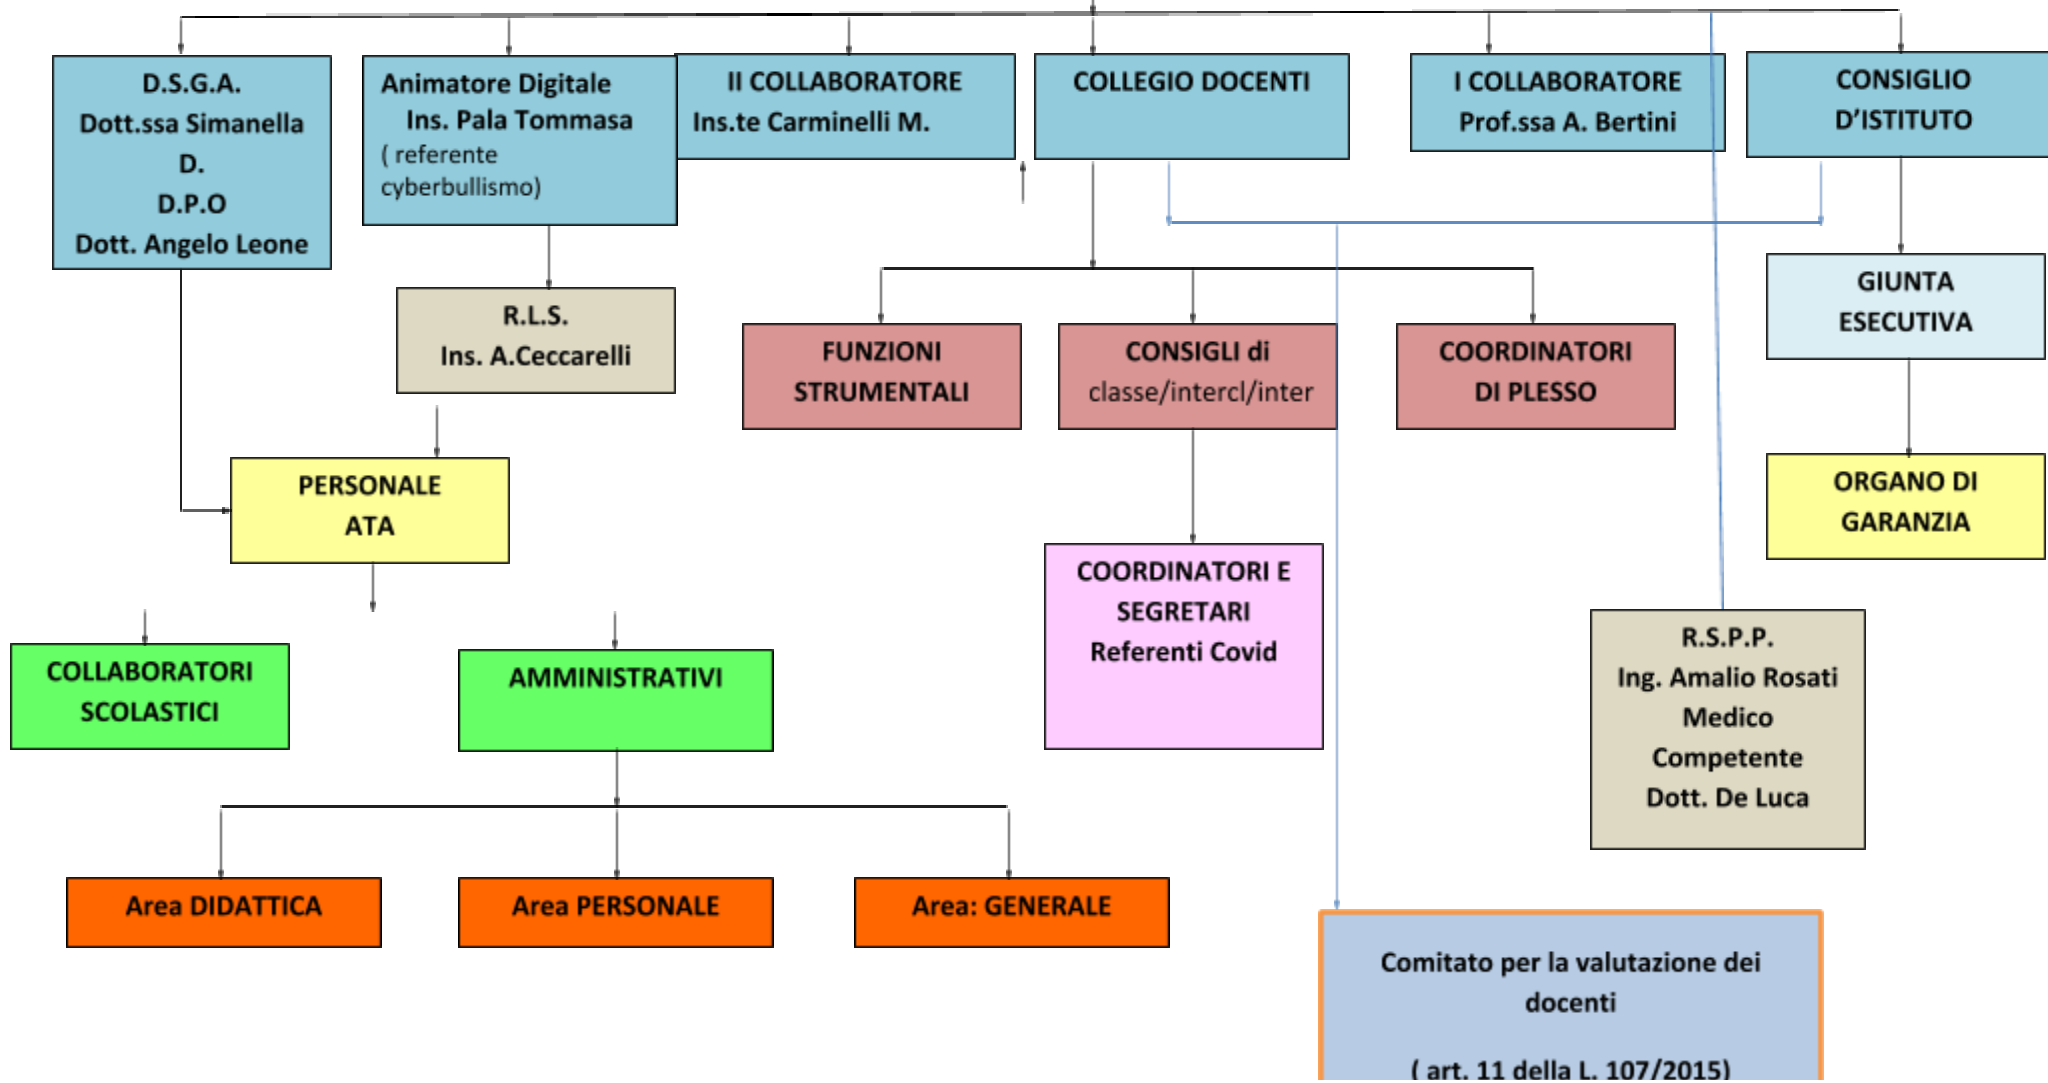 D.S.G.A.
Dott.ssa Simanella
D.
D.P.O
Dott. Angelo Leone
Animatore Digitale
Ins. Pala Tommasa
( referente
cyberbullismo)
II COLLABORATORE
Ins.te Carminelli M.
COLLEGIO DOCENTI
I COLLABORATORE
Prof.ssa A. Bertini
CONSIGLIO
D’ISTITUTO
R.L.S.
Ins. A.Ceccarelli
FUNZIONI
STRUMENTALI
CONSIGLI di
classe/intercl/inter
COORDINATORI
DI PLESSO
GIUNTA
ESECUTIVA
PERSONALE
ATA
ORGANO DI
GARANZIA
COORDINATORI E
SEGRETARI
Referenti Covid
R.S.P.P.
Ing. Amalio Rosati
Medico
Competente
Dott. De Luca
COLLABORATORI
SCOLASTICI
AMMINISTRATIVI
Area DIDATTICA
Area PERSONALE
Area: GENERALE
Comitato per la valutazione dei
docenti
( art. 11 della L. 107/2015)